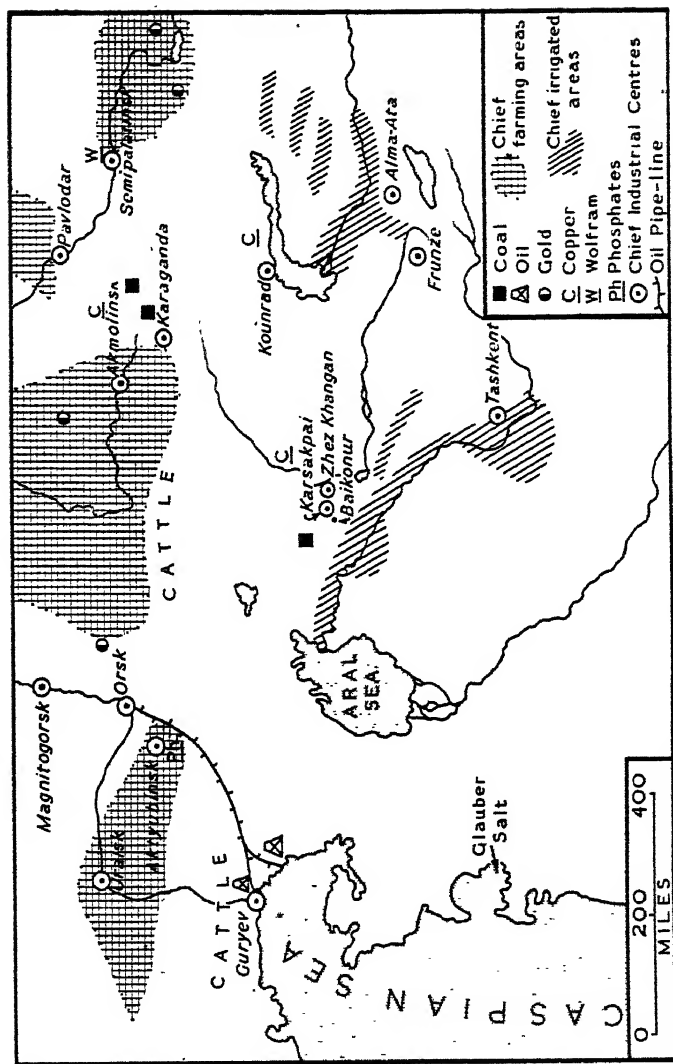 Magnitogorsk
Orsk
Uralsk
Aktyubinsk
Ph
CATTLE
Guryev
CASPIAN
SEA
Glauber
Salt
ARAL
SEA
CATTLE
Akmolinsk
C
Karaganda
Pavlodar
W
Semipalatinsk
C
Karsakpai
Zhez Khangan
Baikonur
Kounrad
C
Alma-Ata
Frunze
Tashkent
0 200 400
MILES
Coal
Oil
Gold
C Copper
W Wolfram
Ph Phosphates
Chief Industrial Centres
Oil Pipe-line
Chief
farming areas
Chief irrigated
areas